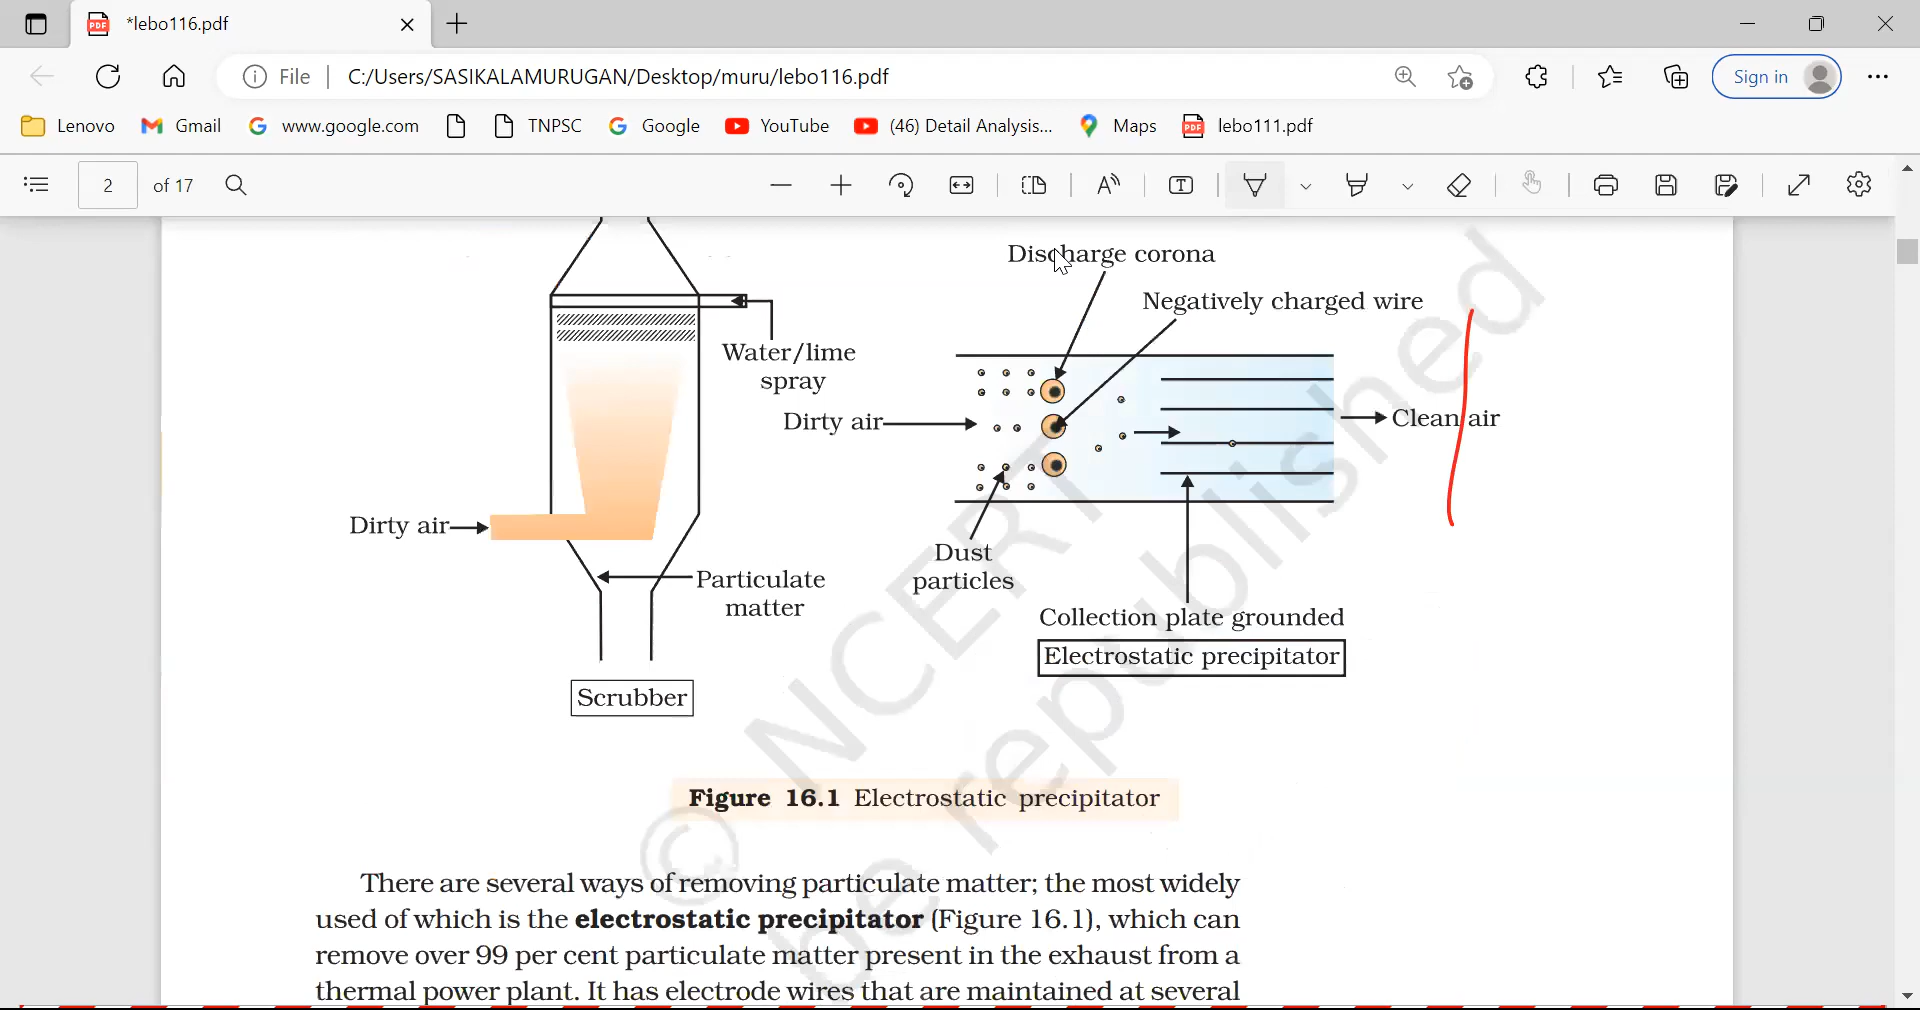 *lebo116.pdf
File
C:/Users/SASIKALAMURUGAN/Desktop/muru/lebo116.pdf
Sign in
Lenovo
Gmail
www.google.com
TNPSC
Google
YouTube
(46) Detail Analysis...
Maps
lebo111.pdf
2 of 17
Discharge corona
Negatively charged wire
Water/lime
spray
Dirty air
Clean air
Dirty air
Dust
particles
Particulate
matter
Collection plate grounded
Electrostatic precipitator
Scrubber
Figure 16.1 Electrostatic precipitator
There are several ways of removing particulate matter; the most widely
used of which is the electrostatic precipitator (Figure 16.1), which can
remove over 99 per cent particulate matter present in the exhaust from a
thermal power plant. It has electrode wires that are maintained at several
© NCERT
be republished